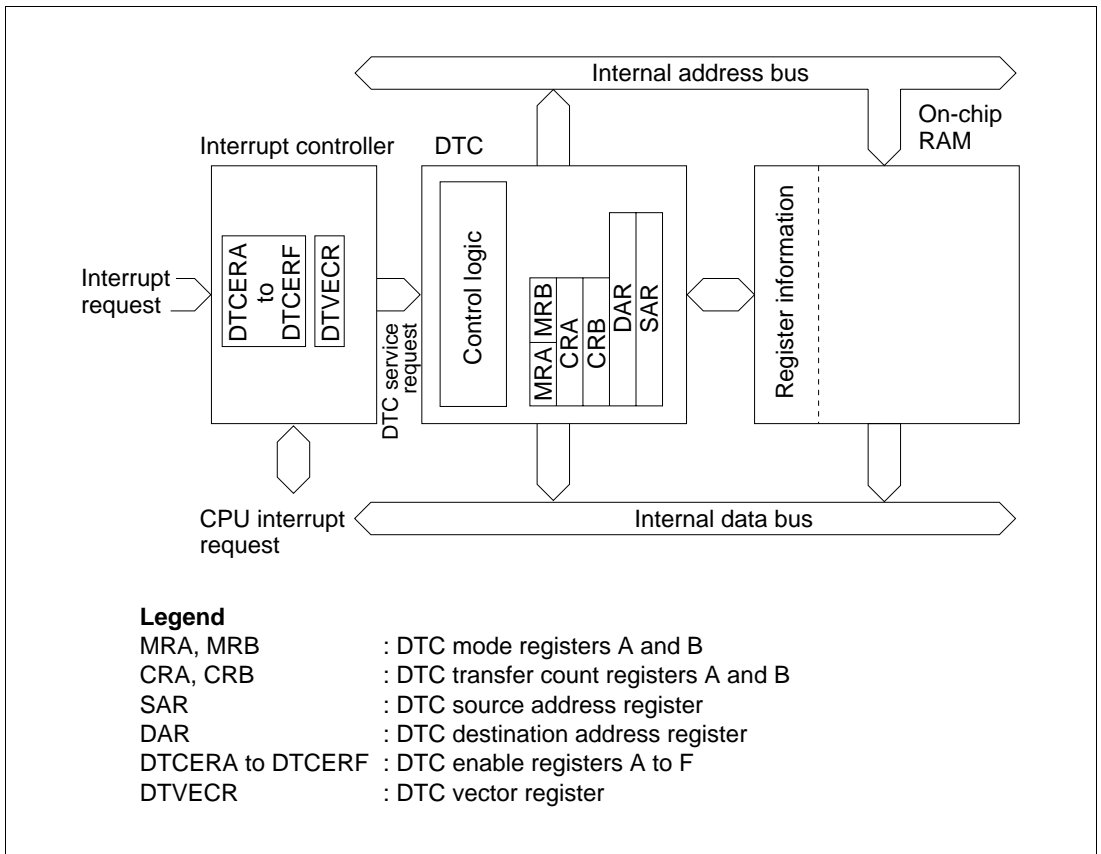 Internal address bus
On-chip
RAM
Interrupt controller
DTC
Interrupt
request
DTCERA
to
DTCERF
DTVECR
DTC service
request
Control logic
MRA MRB
CRA
CRB
DAR
SAR
Register information
CPU interrupt
request
Internal data bus
Legend
MRA, MRB : DTC mode registers A and B
CRA, CRB : DTC transfer count registers A and B
SAR : DTC source address register
DAR : DTC destination address register
DTCERA to DTCERF : DTC enable registers A to F
DTVECR : DTC vector register